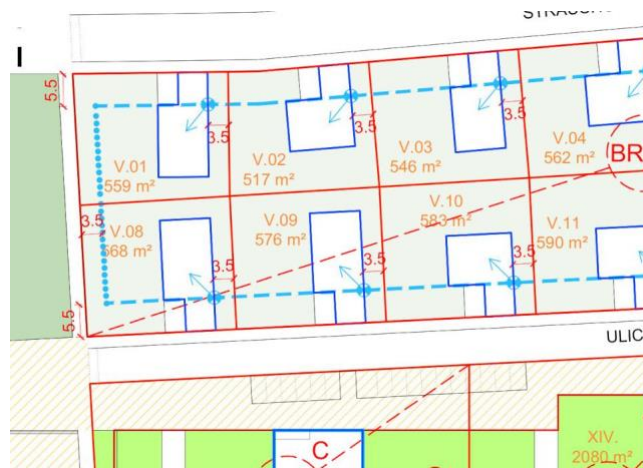 I
5.5
3.5
3.5
3.5
V.01
559 m²
V.02
517 m²
V.03
546 m²
V.04
562 m²
BR
3.5
V.08
568 m²
V.09
576 m²
V.10
583 m²
V.11
590 m²
3.5
3.5
3.5
5.5
ULIC
C
XIV.
2080 m²